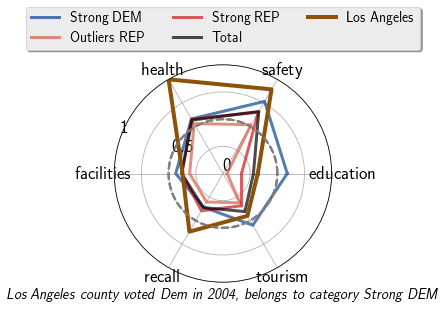 Strong DEM Strong REP Los Angeles
Outliers REP Total
health safety
1
0.5
0
facilities education
recall tourism
Los Angeles county voted Dem in 2004, belongs to category Strong DEM